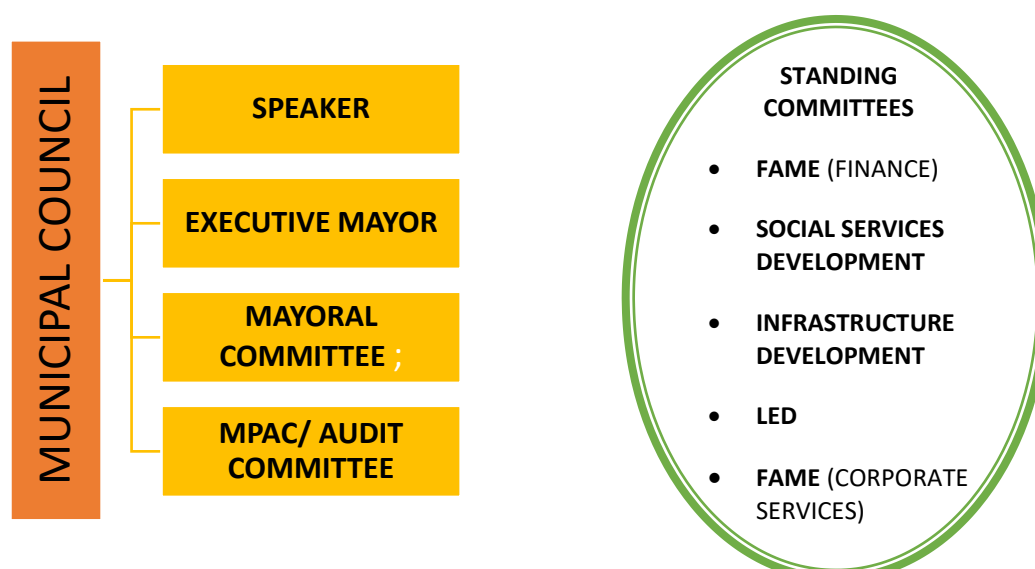 MUNICIPAL COUNCIL
SPEAKER
EXECUTIVE MAYOR
MAYORAL
COMMITTEE ;
MPAC/ AUDIT
COMMITTEE
STANDING
COMMITTEES
• FAME (FINANCE)
• SOCIAL SERVICES
DEVELOPMENT
• INFRASTRUCTURE
DEVELOPMENT
• LED
• FAME (CORPORATE
SERVICES)